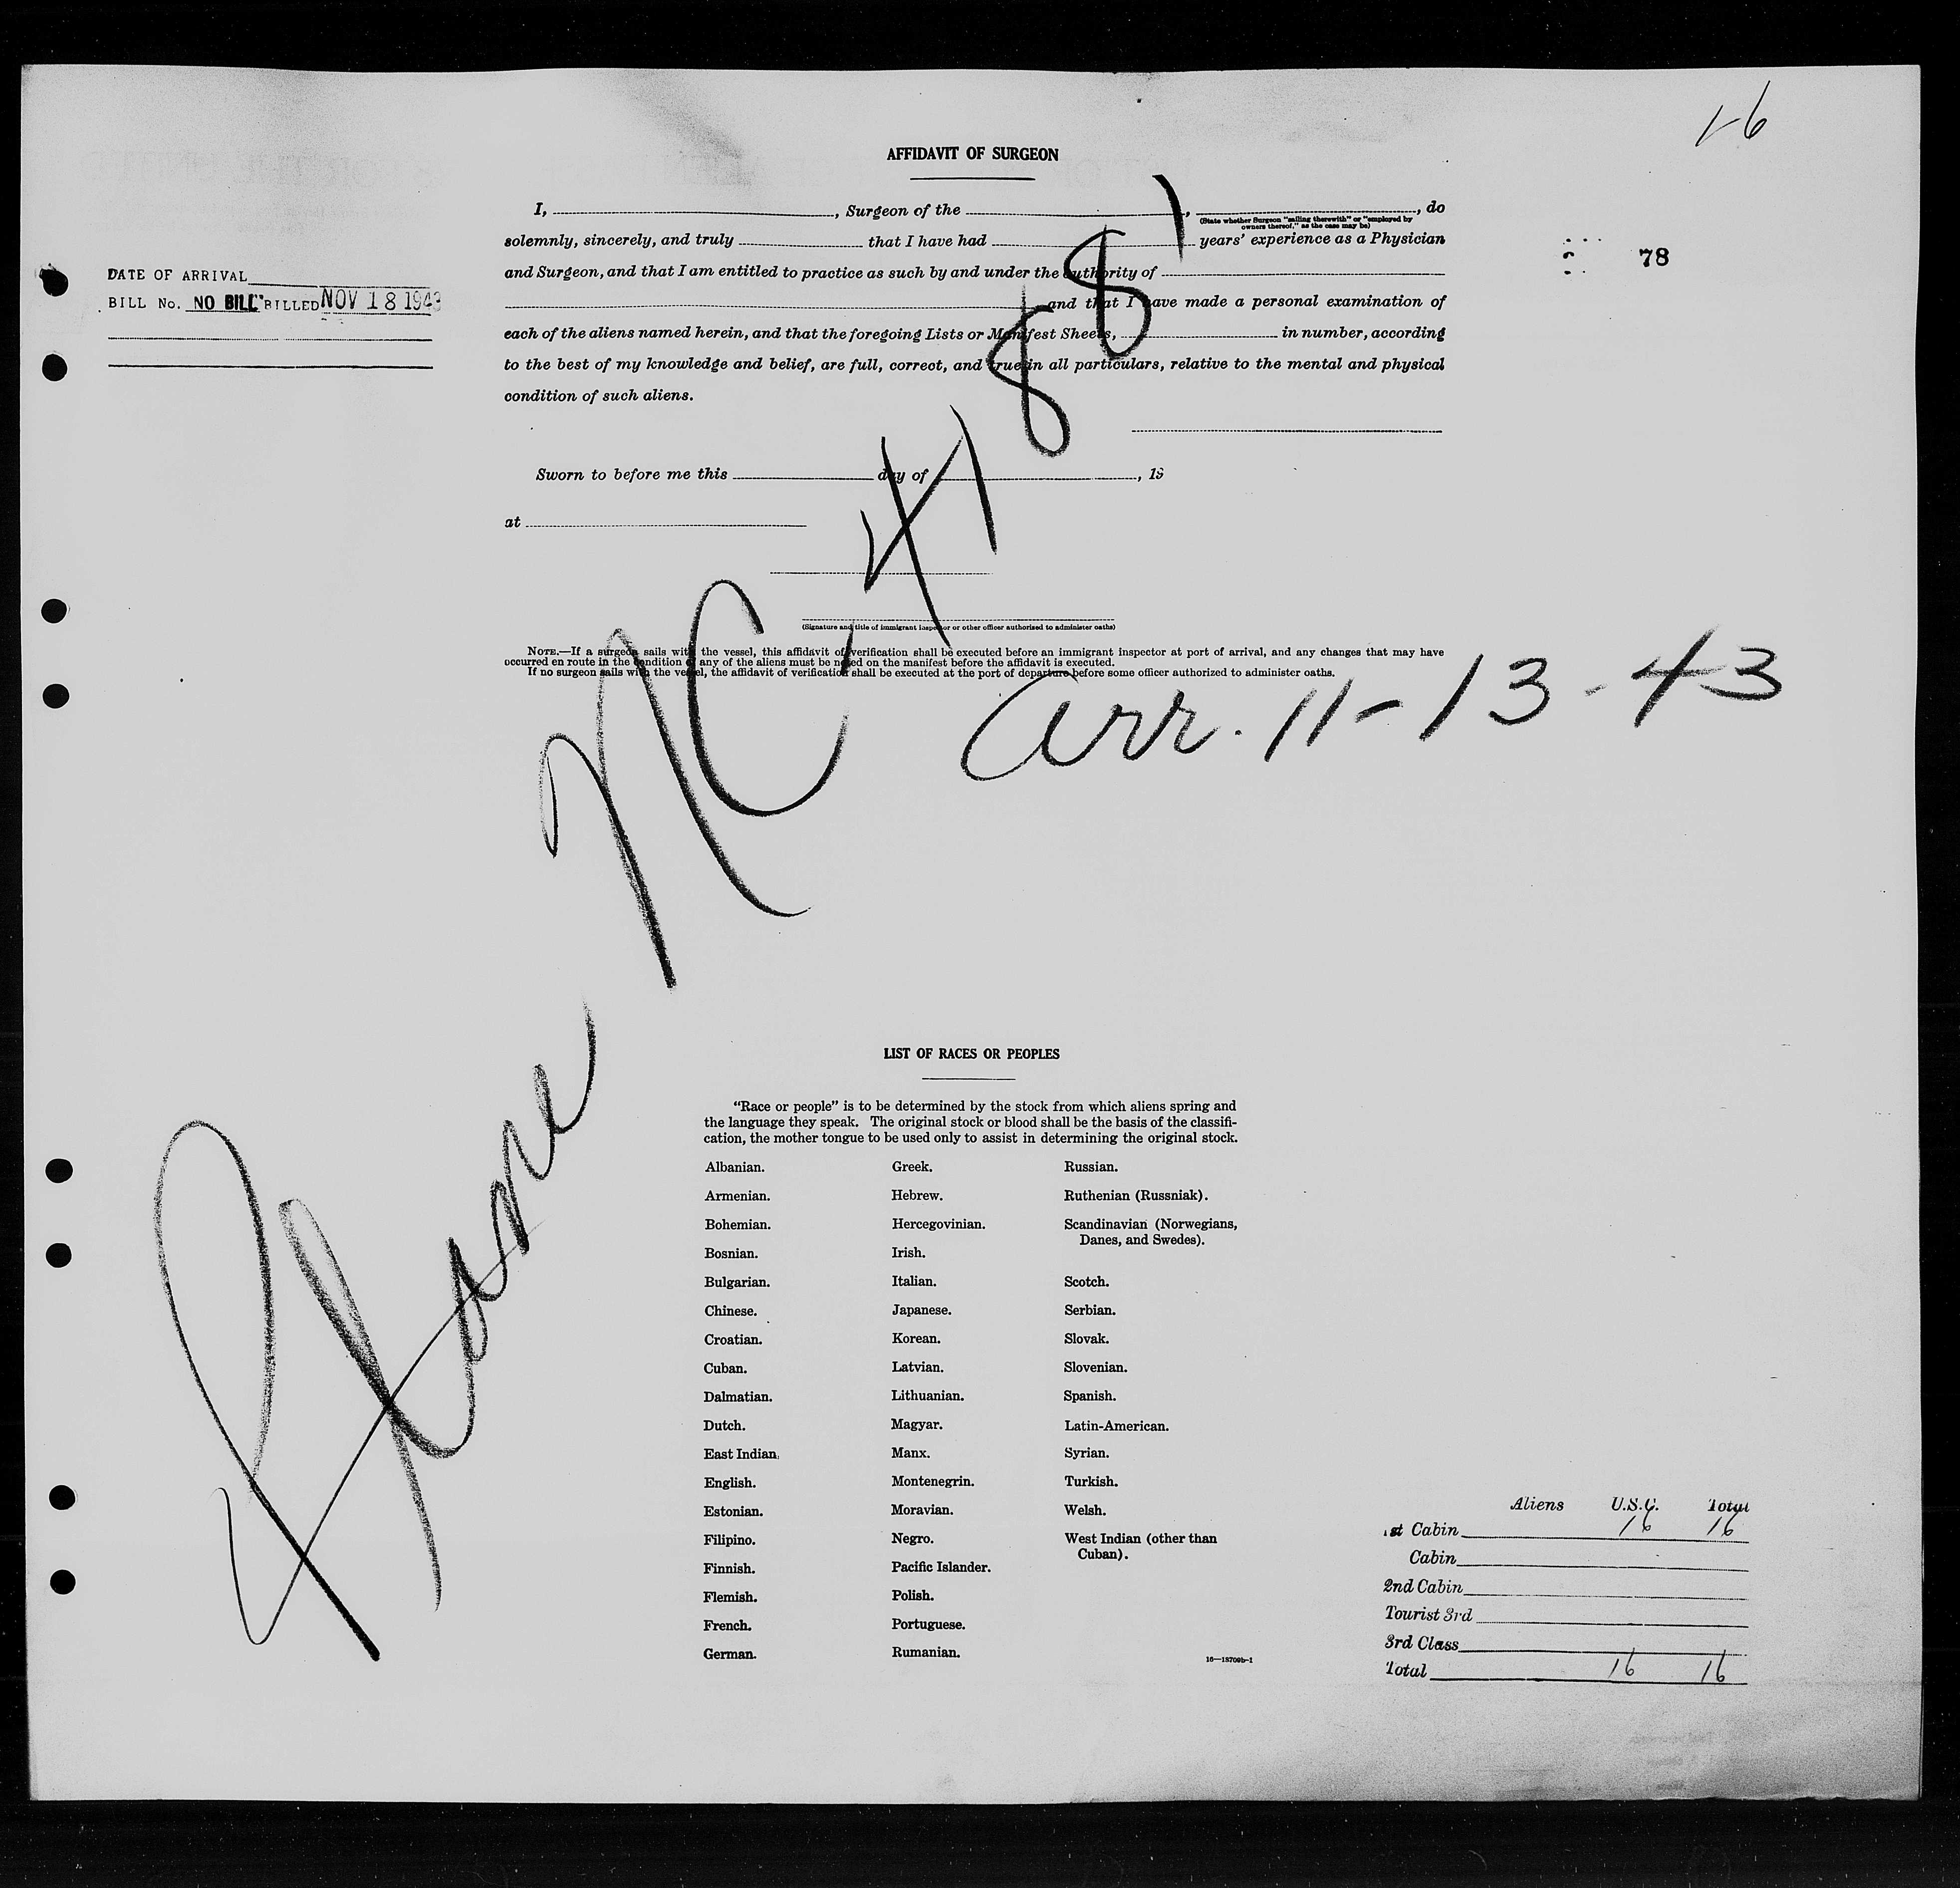 1-6
AFFIDAVIT OF SURGEON
I, , Surgeon of the , , do
(State whether Surgeon "sailing therewith" or "employed by
owners thereof," as the case may be)
solemnly, sincerely, and truly that I have had years' experience as a Physician
and Surgeon, and that I am entitled to practice as such by and under the authority of
and that I have made a personal examination of
each of the aliens named herein, and that the foregoing Lists or Manifest Sheets, in number, according
to the best of my knowledge and belief, are full, correct, and true in all particulars, relative to the mental and physical
condition of such aliens.
78
DATE OF ARRIVAL
BILL No. NO BILL BILLED NOV 18 1943
Sworn to before me this day of , 19
at
(Signature and title of immigrant inspector or other officer authorized to administer oaths)
NOTE.—If a surgeon sails with the vessel, this affidavit of verification shall be executed before an immigrant inspector at port of arrival, and any changes that may have
occurred en route in the condition of any of the aliens must be noted on the manifest before the affidavit is executed.
If no surgeon sails with the vessel, the affidavit of verification shall be executed at the port of departure before some officer authorized to administer oaths.
Plane NC, 41881
arr. 11-13-43
LIST OF RACES OR PEOPLES
"Race or people" is to be determined by the stock from which aliens spring and
the language they speak. The original stock or blood shall be the basis of the classifi-
cation, the mother tongue to be used only to assist in determining the original stock.
Albanian. Greek. Russian.
Armenian. Hebrew. Ruthenian (Russniak).
Bohemian. Hercegovinian. Scandinavian (Norwegians,
Danes, and Swedes).
Bosnian. Irish.
Bulgarian. Italian. Scotch.
Chinese. Japanese. Serbian.
Croatian. Korean. Slovak.
Cuban. Latvian. Slovenian.
Dalmatian. Lithuanian. Spanish.
Dutch. Magyar. Latin-American.
East Indian. Manx. Syrian.
English. Montenegrin. Turkish.
Estonian. Moravian. Welsh.
Filipino. Negro. West Indian (other than
Cuban).
Finnish. Pacific Islander.
Flemish. Polish.
French. Portuguese.
German. Rumanian.
16—18709b-1
Aliens U.S.C. Total
1st Cabin 16 16
Cabin
2nd Cabin
Tourist 3rd
3rd Class
Total 16 16